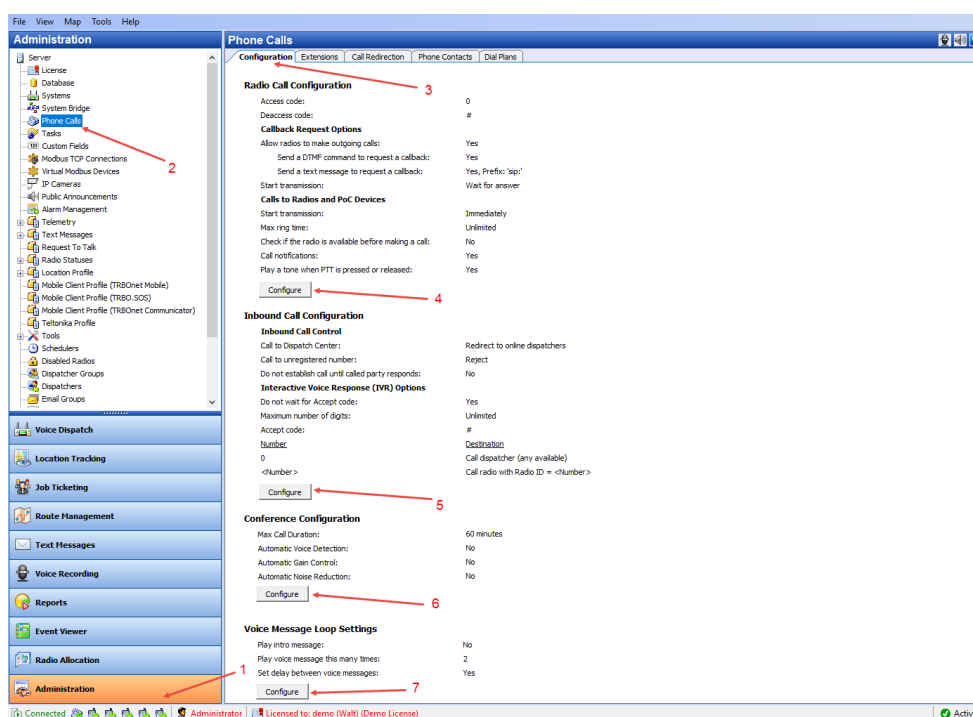 File View Map Tools Help
Administration
Server
License
Database
Systems
System Bridge
Phone Calls
Tasks
Custom Fields
Modbus TCP Connections
Virtual Modbus Devices
IP Cameras
Public Announcements
Alarm Management
Telemetry
Text Messages
Request To Talk
Radio Statuses
Location Profile
Mobile Client Profile (TRBOnet Mobile)
Mobile Client Profile (TRBO.SOS)
Mobile Client Profile (TRBOnet Communicator)
Teltonika Profile
Tools
Schedulers
Disabled Radios
Dispatcher Groups
Dispatchers
Email Groups
2
Voice Dispatch
Location Tracking
Job Ticketing
Route Management
Text Messages
Voice Recording
Reports
Event Viewer
Radio Allocation
Administration
1
Phone Calls
Configuration Extensions Call Redirection Phone Contacts Dial Plans
3
Radio Call Configuration
Access code: 0
Deaccess code: #
Callback Request Options
Allow radios to make outgoing calls: Yes
Send a DTMF command to request a callback: Yes
Send a text message to request a callback: Yes, Prefix: 'sip:'
Start transmission: Wait for answer
Calls to Radios and PoC Devices
Start transmission: Immediately
Max ring time: Unlimited
Check if the radio is available before making a call: No
Call notifications: Yes
Play a tone when PTT is pressed or released: Yes
Configure
4
Inbound Call Configuration
Inbound Call Control
Call to Dispatch Center: Redirect to online dispatchers
Call to unregistered number: Reject
Do not establish call until called party responds: No
Interactive Voice Response (IVR) Options
Do not wait for Accept code: Yes
Maximum number of digits: Unlimited
Accept code: #
Number Destination
0 Call dispatcher (any available)
<Number> Call radio with Radio ID = <Number>
Configure
5
Conference Configuration
Max Call Duration: 60 minutes
Automatic Voice Detection: No
Automatic Gain Control: No
Automatic Noise Reduction: No
Configure
6
Voice Message Loop Settings
Play intro message: No
Play voice message this many times: 2
Set delay between voice messages: Yes
Configure
7
Connected Administrator Licensed to: demo (Walt) (Demo License) Activ